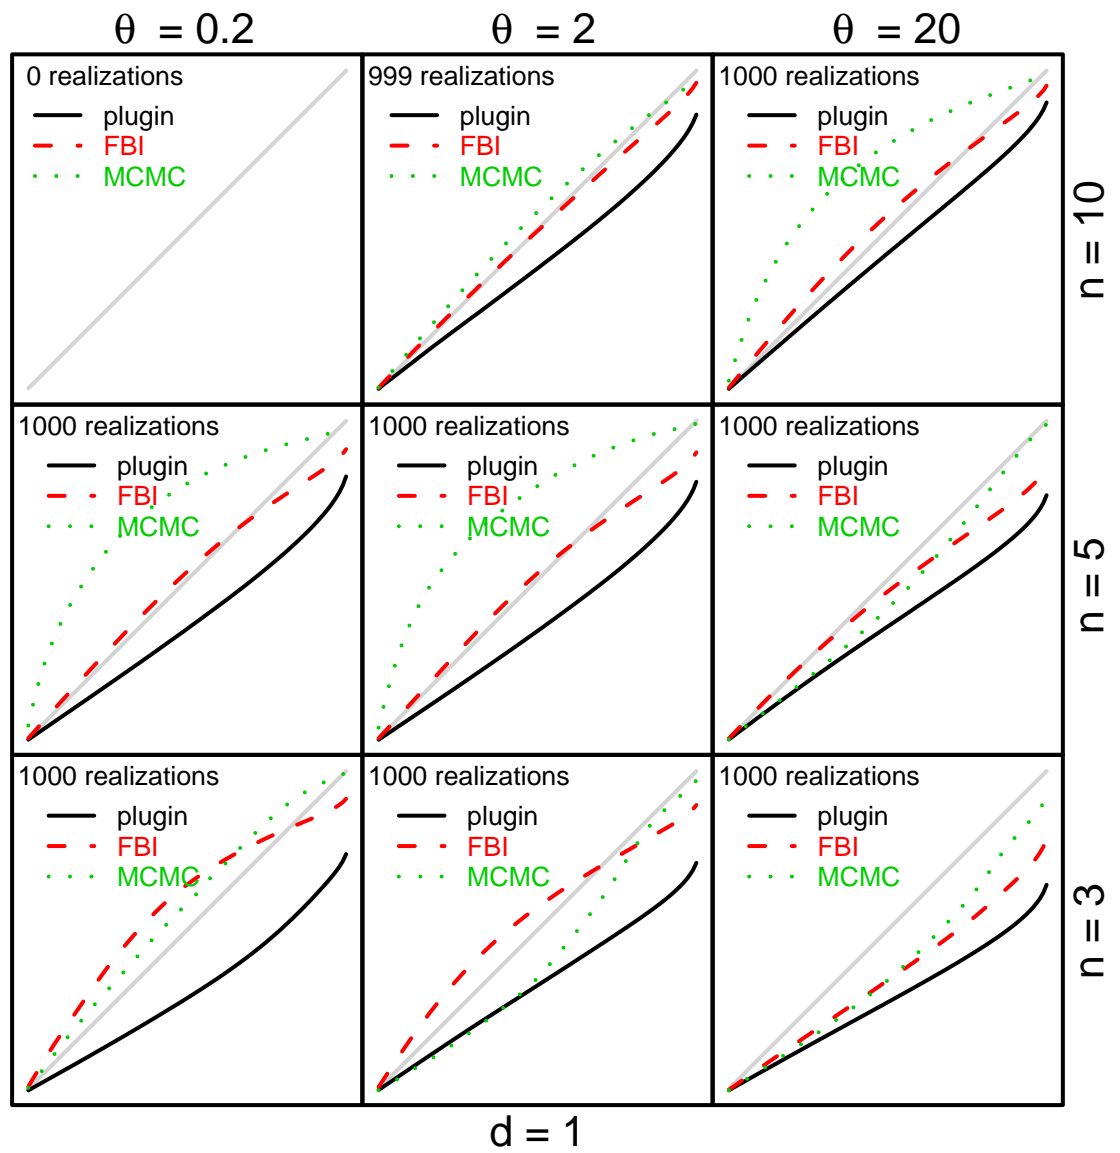 θ = 0.2
θ = 2
θ = 20
0 realizations
plugin
FBI
MCMC
999 realizations
plugin
FBI
MCMC
1000 realizations
plugin
FBI
MCMC
n = 10
1000 realizations
plugin
FBI
MCMC
1000 realizations
plugin
FBI
MCMC
1000 realizations
plugin
FBI
MCMC
n = 5
1000 realizations
plugin
FBI
MCMC
1000 realizations
plugin
FBI
MCMC
1000 realizations
plugin
FBI
MCMC
n = 3
d = 1